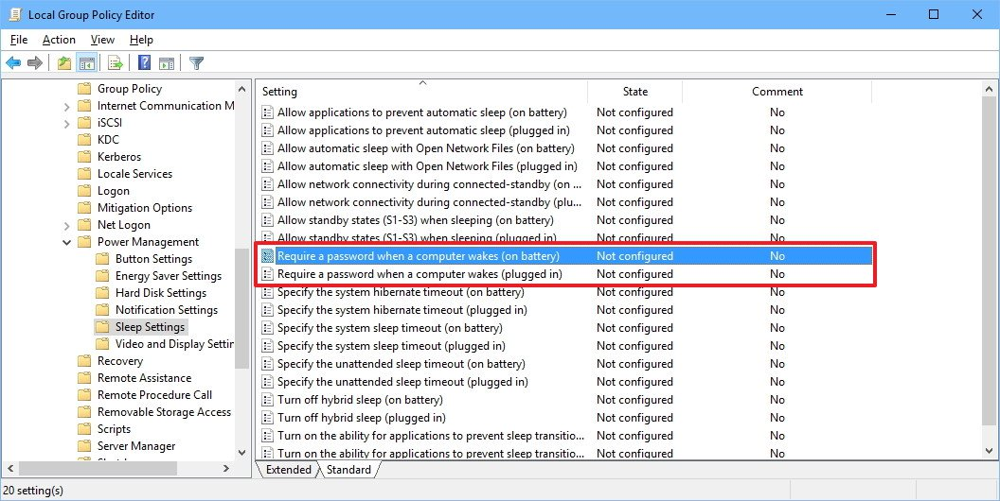 Local Group Policy Editor
File Action View Help
Group Policy
Internet Communication M
iSCSI
KDC
Kerberos
Locale Services
Logon
Mitigation Options
Net Logon
Power Management
Button Settings
Energy Saver Settings
Hard Disk Settings
Notification Settings
Sleep Settings
Video and Display Settin
Recovery
Remote Assistance
Remote Procedure Call
Removable Storage Access
Scripts
Server Manager
Setting State Comment
Allow applications to prevent automatic sleep (on battery) Not configured No
Allow applications to prevent automatic sleep (plugged in) Not configured No
Allow automatic sleep with Open Network Files (on battery) Not configured No
Allow automatic sleep with Open Network Files (plugged in) Not configured No
Allow network connectivity during connected-standby (on ... Not configured No
Allow network connectivity during connected-standby (plu... Not configured No
Allow standby states (S1-S3) when sleeping (on battery) Not configured No
Allow standby states (S1-S3) when sleeping (plugged in) Not configured No
Require a password when a computer wakes (on battery) Not configured No
Require a password when a computer wakes (plugged in) Not configured No
Specify the system hibernate timeout (on battery) Not configured No
Specify the system hibernate timeout (plugged in) Not configured No
Specify the system sleep timeout (on battery) Not configured No
Specify the system sleep timeout (plugged in) Not configured No
Specify the unattended sleep timeout (on battery) Not configured No
Specify the unattended sleep timeout (plugged in) Not configured No
Turn off hybrid sleep (on battery) Not configured No
Turn off hybrid sleep (plugged in) Not configured No
Turn on the ability for applications to prevent sleep transitio... Not configured No
Turn on the ability for applications to prevent sleep transitio... Not configured No
Extended Standard
20 setting(s)